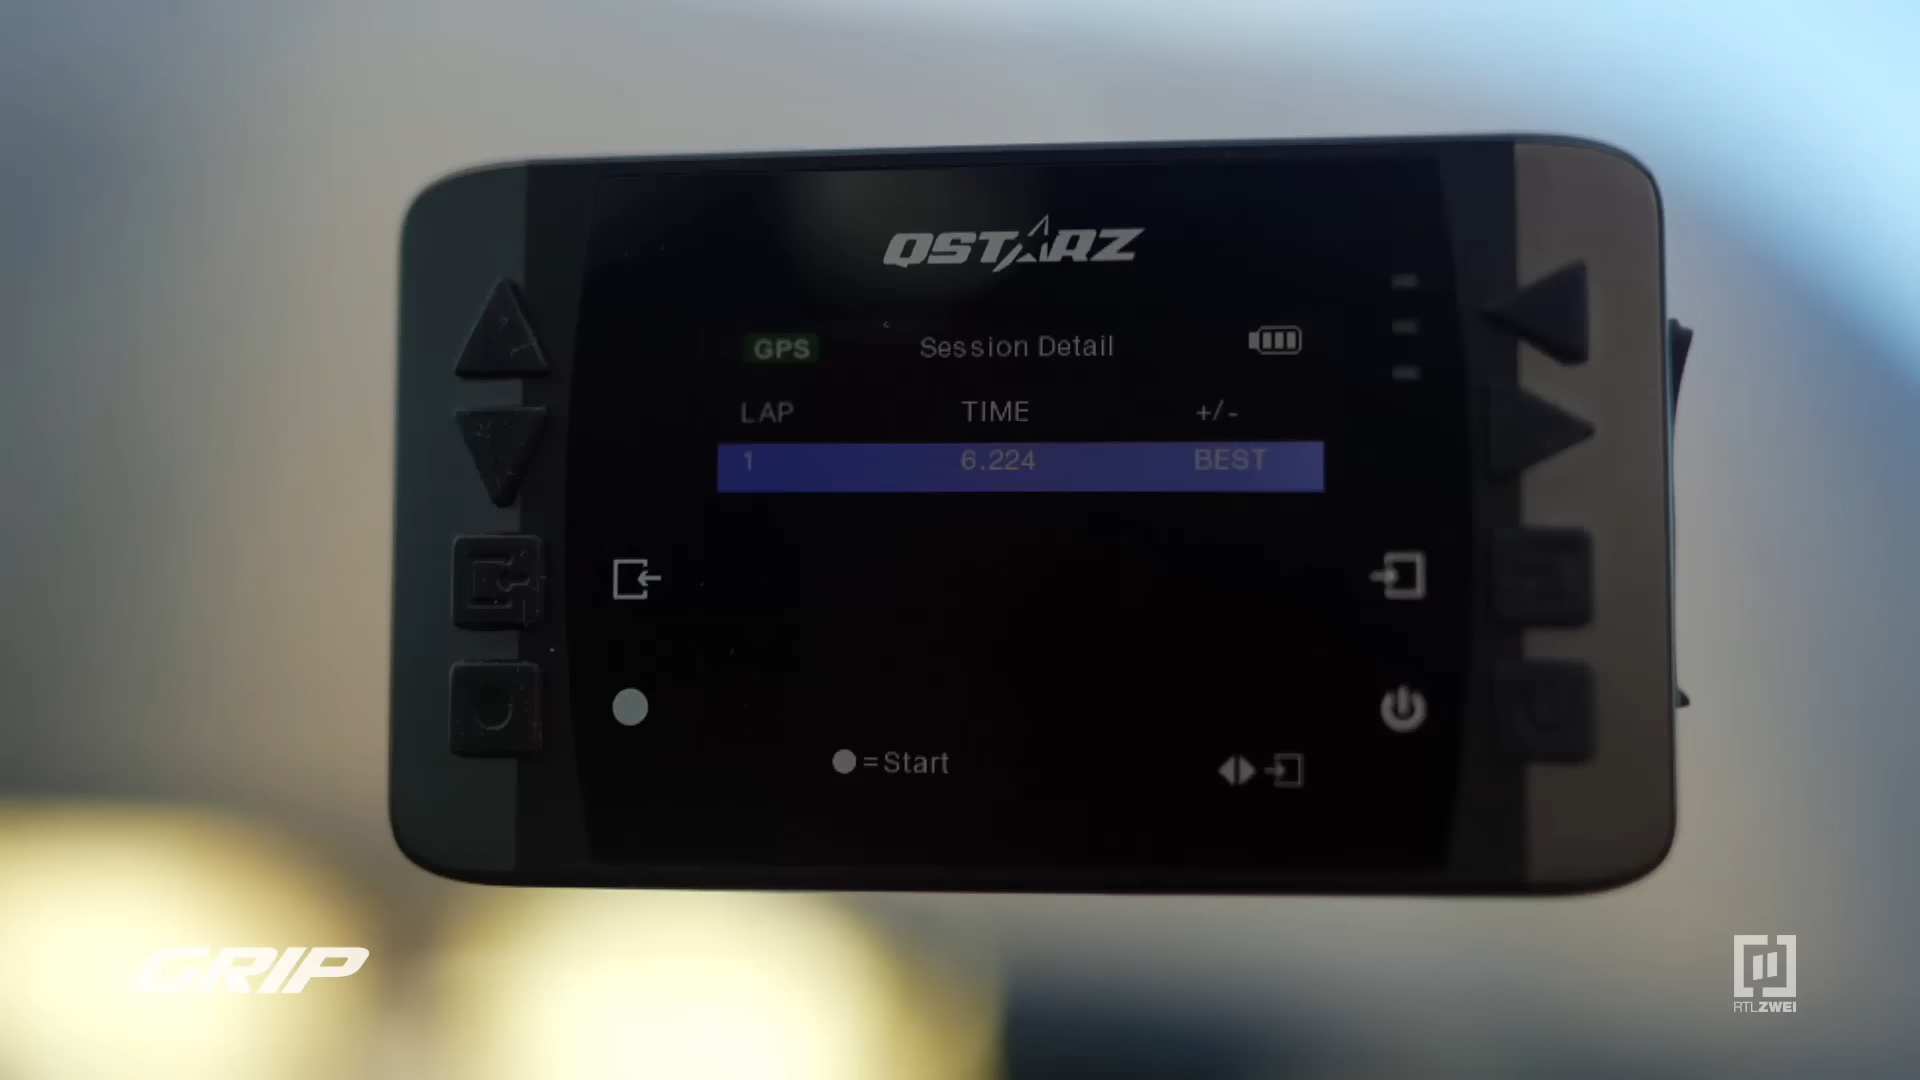 QSTARZ
GPS Session Detail
LAP TIME +/-
1 6.224 BEST
=Start
GRIP
RTLZWEI